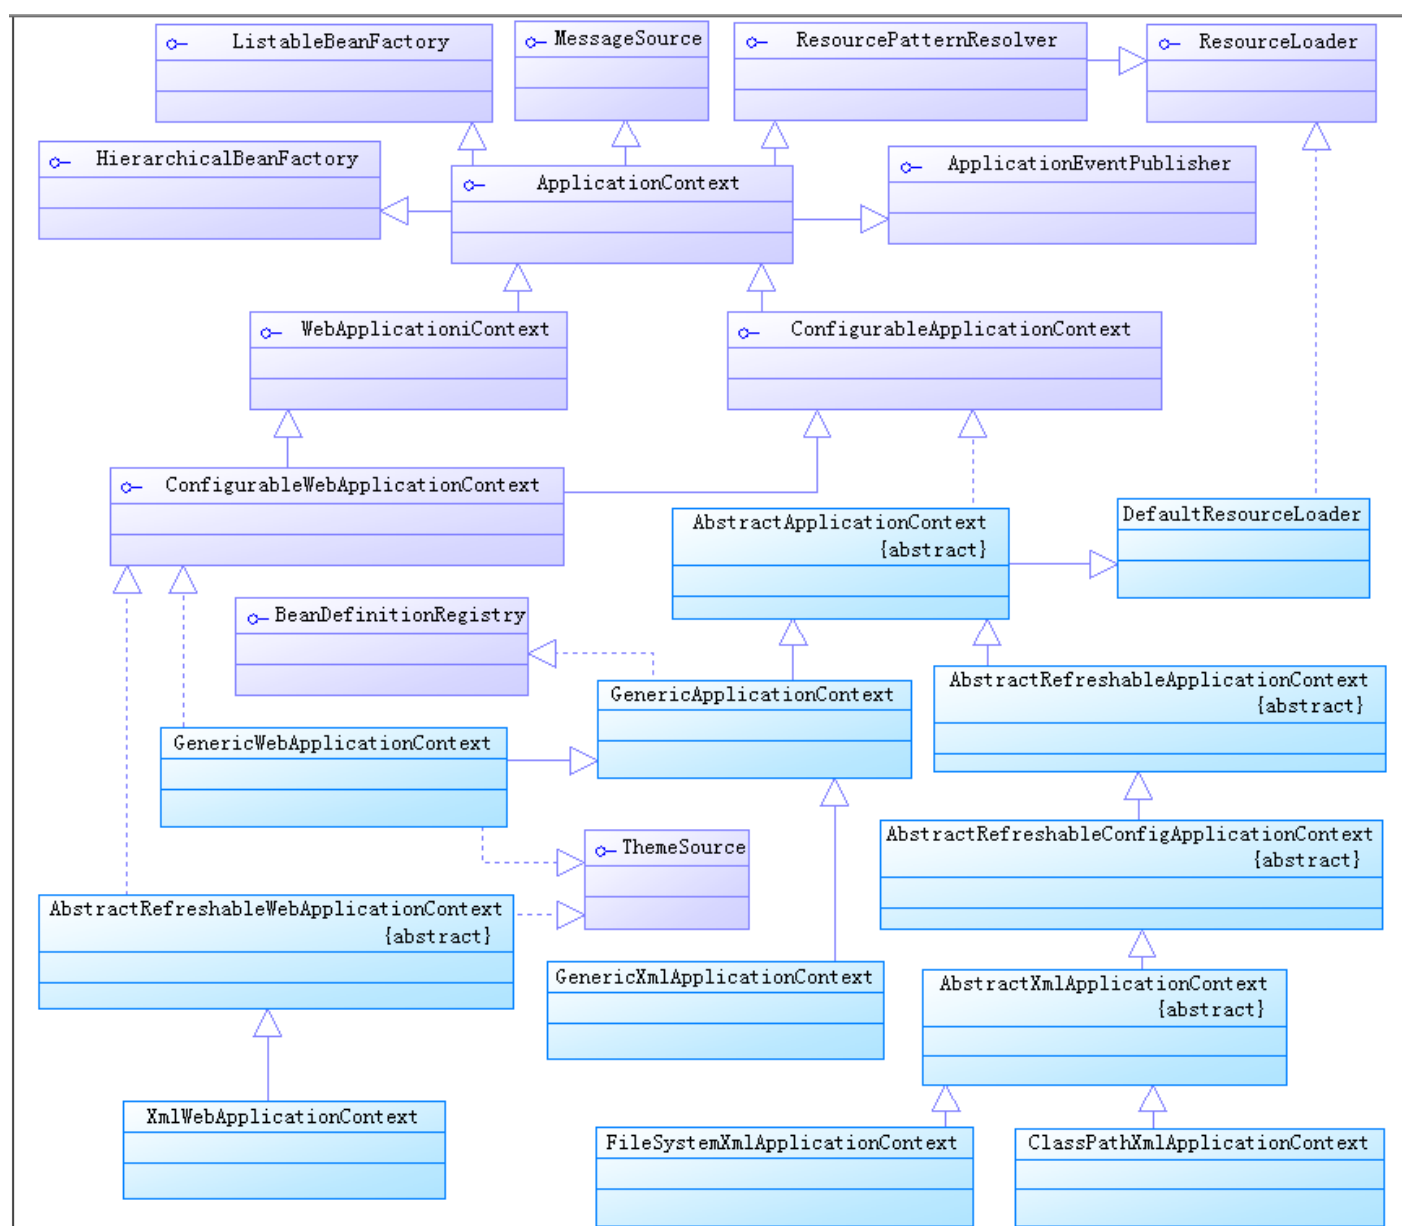 ListableBeanFactory
MessageSource
ResourcePatternResolver
ResourceLoader
HierarchicalBeanFactory
ApplicationContext
ApplicationEventPublisher
WebApplicationiContext
ConfigurableApplicationContext
ConfigurableWebApplicationContext
AbstractApplicationContext
{abstract}
DefaultResourceLoader
BeanDefinitionRegistry
GenericApplicationContext
AbstractRefreshableApplicationContext
{abstract}
GenericWebApplicationContext
ThemeSource
AbstractRefreshableConfigApplicationContext
{abstract}
AbstractRefreshableWebApplicationContext
{abstract}
GenericXmlApplicationContext
AbstractXmlApplicationContext
{abstract}
XmlWebApplicationContext
FileSystemXmlApplicationContext
ClassPathXmlApplicationContext